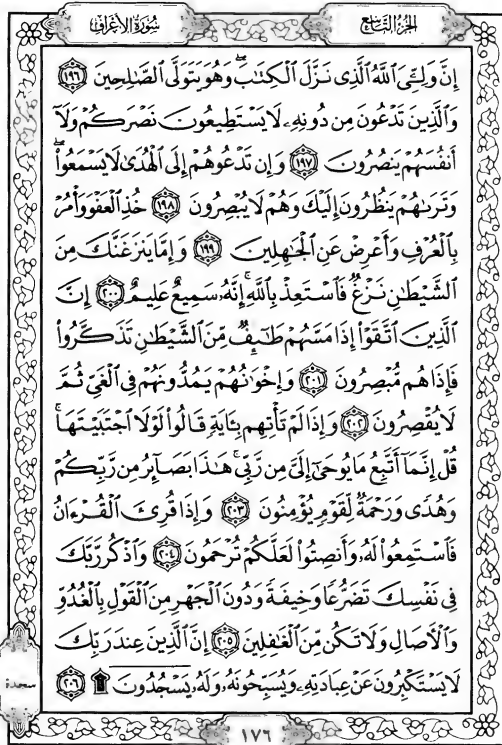 الجزء التاسع
سورة الأعراف
إِنَّ وَلِـِّۧىَ ٱللَّهُ ٱلَّذِى نَزَّلَ ٱلْكِتَـٰبَۖ وَهُوَ يَتَوَلَّى ٱلصَّـٰلِحِينَ ١٩٦
وَٱلَّذِينَ تَدْعُونَ مِن دُونِهِۦ لَا يَسْتَطِيعُونَ نَصْرَكُمْ وَلَآ
أَنفُسَهُمْ يَنصُرُونَ ١٩٧ وَإِن تَدْعُوهُمْ إِلَى ٱلْهُدَىٰ لَا يَسْمَعُوا۟ۖ
وَتَرَىٰهُمْ يَنظُرُونَ إِلَيْكَ وَهُمْ لَا يُبْصِرُونَ ١٩٨ خُذِ ٱلْعَفْوَ وَأْمُرْ
بِٱلْعُرْفِ وَأَعْرِضْ عَنِ ٱلْجَـٰهِلِينَ ١٩٩ وَإِمَّا يَنزَغَنَّكَ مِنَ
ٱلشَّيْطَـٰنِ نَزْغٌ فَٱسْتَعِذْ بِٱللَّهِۚ إِنَّهُۥ سَمِيعٌ عَلِيمٌ ٢٠٠ إِنَّ
ٱلَّذِينَ ٱتَّقَوْا۟ إِذَا مَسَّهُمْ طَـٰٓئِفٌ مِّنَ ٱلشَّيْطَـٰنِ تَذَكَّرُوا۟
فَإِذَا هُم مُّبْصِرُونَ ٢٠١ وَإِخْوَٰنُهُمْ يَمُدُّونَهُمْ فِى ٱلْغَىِّ ثُمَّ
لَا يُقْصِرُونَ ٢٠٢ وَإِذَا لَمْ تَأْتِهِم بِـَٔايَةٍ قَالُوا۟ لَوْلَا ٱجْتَبَيْتَهَاۚ
قُلْ إِنَّمَآ أَتَّبِعُ مَا يُوحَىٰٓ إِلَىَّ مِن رَّبِّىۚ هَـٰذَا بَصَآئِرُ مِن رَّبِّكُمْ
وَهُدًى وَرَحْمَةٌ لِّقَوْمٍ يُؤْمِنُونَ ٢٠٣ وَإِذَا قُرِئَ ٱلْقُرْءَانُ
فَٱسْتَمِعُوا۟ لَهُۥ وَأَنصِتُوا۟ لَعَلَّكُمْ تُرْحَمُونَ ٢٠٤ وَٱذْكُر رَّبَّكَ
فِى نَفْسِكَ تَضَرُّعًا وَخِيفَةً وَدُونَ ٱلْجَهْرِ مِنَ ٱلْقَوْلِ بِٱلْغُدُوِّ
وَٱلْـَٔاصَالِ وَلَا تَكُن مِّنَ ٱلْغَـٰفِلِينَ ٢٠٥ إِنَّ ٱلَّذِينَ عِندَ رَبِّكَ
لَا يَسْتَكْبِرُونَ عَنْ عِبَادَتِهِۦ وَيُسَبِّحُونَهُۥ وَلَهُۥ يَسْجُدُونَ ۩ ٢٠٦
سجدة
١٧٦